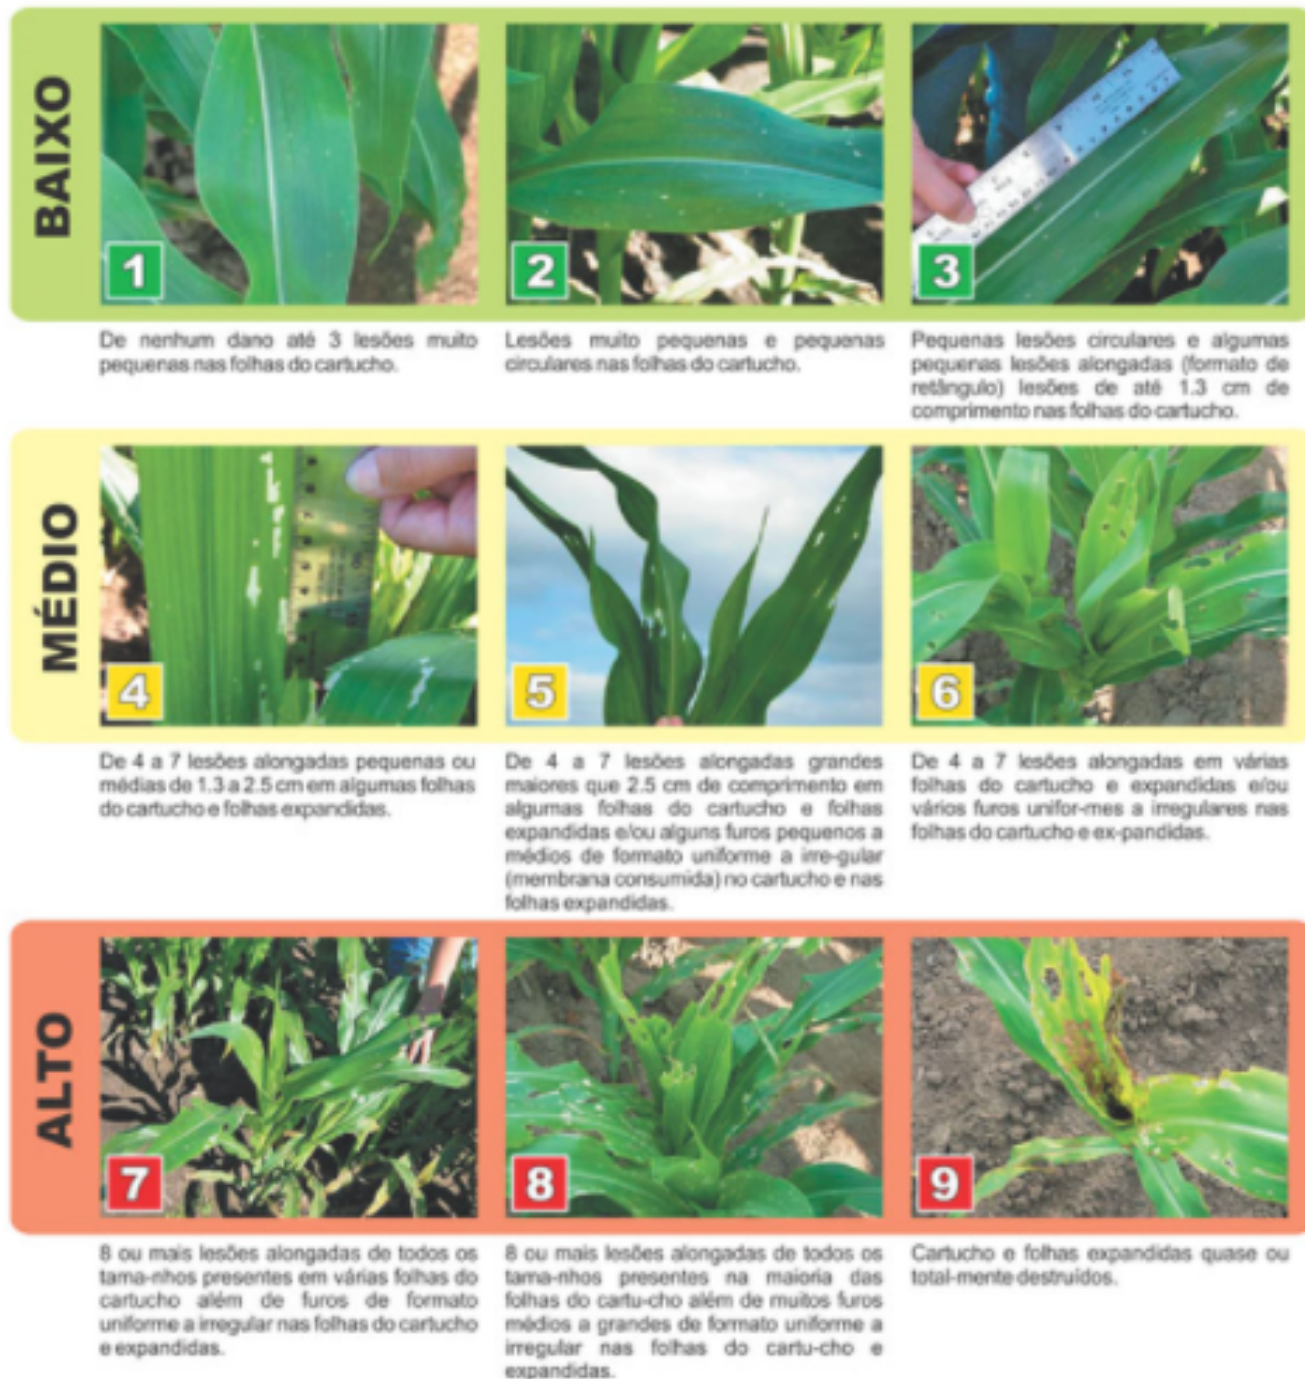 BAIXO
1
2
3
De nenhum dano até 3 lesões muito
pequenas nas folhas do cartucho.
Lesões muito pequenas e pequenas
circulares nas folhas do cartucho.
Pequenas lesões circulares e algumas
pequenas lesões alongadas (formato de
retângulo) lesões de até 1.3 cm de
comprimento nas folhas do cartucho.
MÉDIO
4
5
6
De 4 a 7 lesões alongadas pequenas ou
médias de 1.3 a 2.5 cm em algumas folhas
do cartucho e folhas expandidas.
De 4 a 7 lesões alongadas grandes
maiores que 2.5 cm de comprimento em
algumas folhas do cartucho e folhas
expandidas e/ou alguns furos pequenos a
médios de formato uniforme a irre-gular
(membrana consumida) no cartucho e nas
folhas expandidas.
De 4 a 7 lesões alongadas em várias
folhas do cartucho e expandidas e/ou
vários furos unifor-mes a irregulares nas
folhas do cartucho e ex-pandidas.
ALTO
7
8
9
8 ou mais lesões alongadas de todos os
tama-nhos presentes em várias folhas do
cartucho além de furos de formato
uniforme a irregular nas folhas do cartucho
e expandidas.
8 ou mais lesões alongadas de todos os
tama-nhos presentes na maioria das
folhas do cartu-cho além de muitos furos
médios a grandes de formato uniforme a
irregular nas folhas do cartu-cho e
expandidas.
Cartucho e folhas expandidas quase ou
total-mente destruídos.